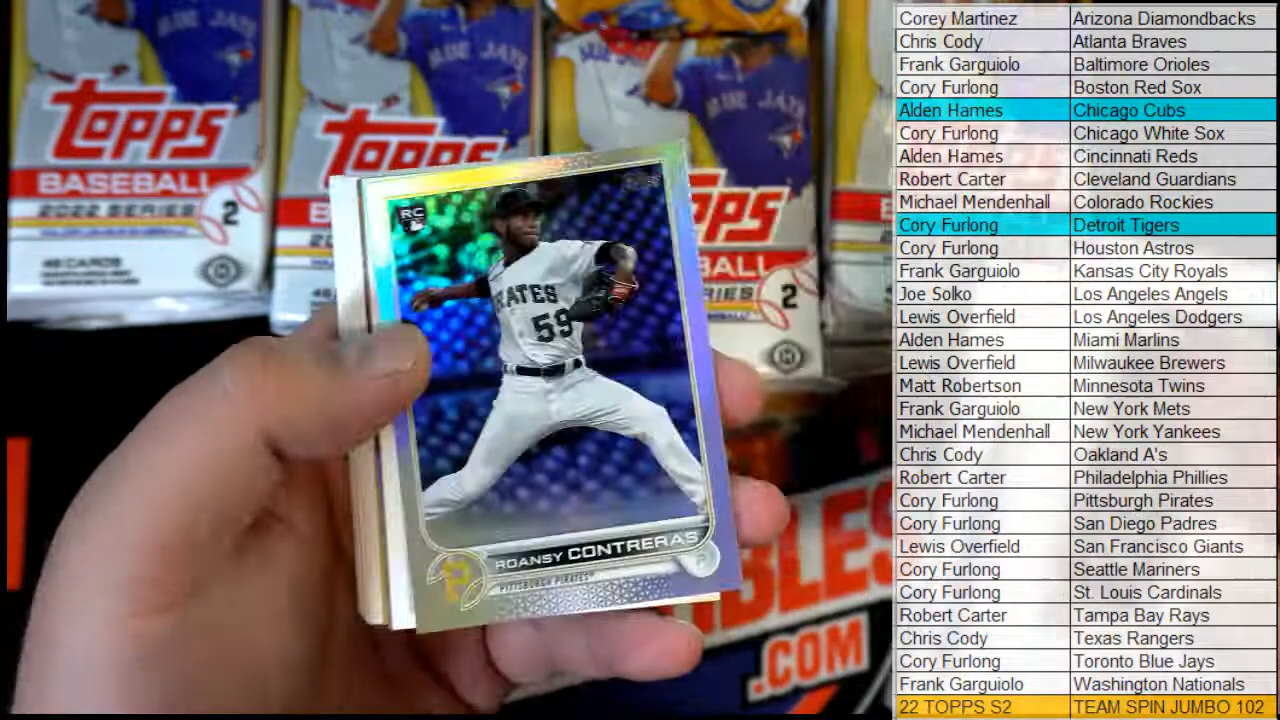 TOPPS
BASEBALL
2022 SERIES 2
TOPPS
2
RC
PIRATES
59
ROANSY CONTRERAS
P
PITTSBURGH PIRATES
.COM
Corey Martinez Arizona Diamondbacks
Chris Cody Atlanta Braves
Frank Garguiolo Baltimore Orioles
Cory Furlong Boston Red Sox
Alden Hames Chicago Cubs
Cory Furlong Chicago White Sox
Alden Hames Cincinnati Reds
Robert Carter Cleveland Guardians
Michael Mendenhall Colorado Rockies
Cory Furlong Detroit Tigers
Cory Furlong Houston Astros
Frank Garguiolo Kansas City Royals
Joe Solko Los Angeles Angels
Lewis Overfield Los Angeles Dodgers
Alden Hames Miami Marlins
Lewis Overfield Milwaukee Brewers
Matt Robertson Minnesota Twins
Frank Garguiolo New York Mets
Michael Mendenhall New York Yankees
Chris Cody Oakland A's
Robert Carter Philadelphia Phillies
Cory Furlong Pittsburgh Pirates
Cory Furlong San Diego Padres
Lewis Overfield San Francisco Giants
Cory Furlong Seattle Mariners
Cory Furlong St. Louis Cardinals
Robert Carter Tampa Bay Rays
Chris Cody Texas Rangers
Cory Furlong Toronto Blue Jays
Frank Garguiolo Washington Nationals
22 TOPPS S2 TEAM SPIN JUMBO 102